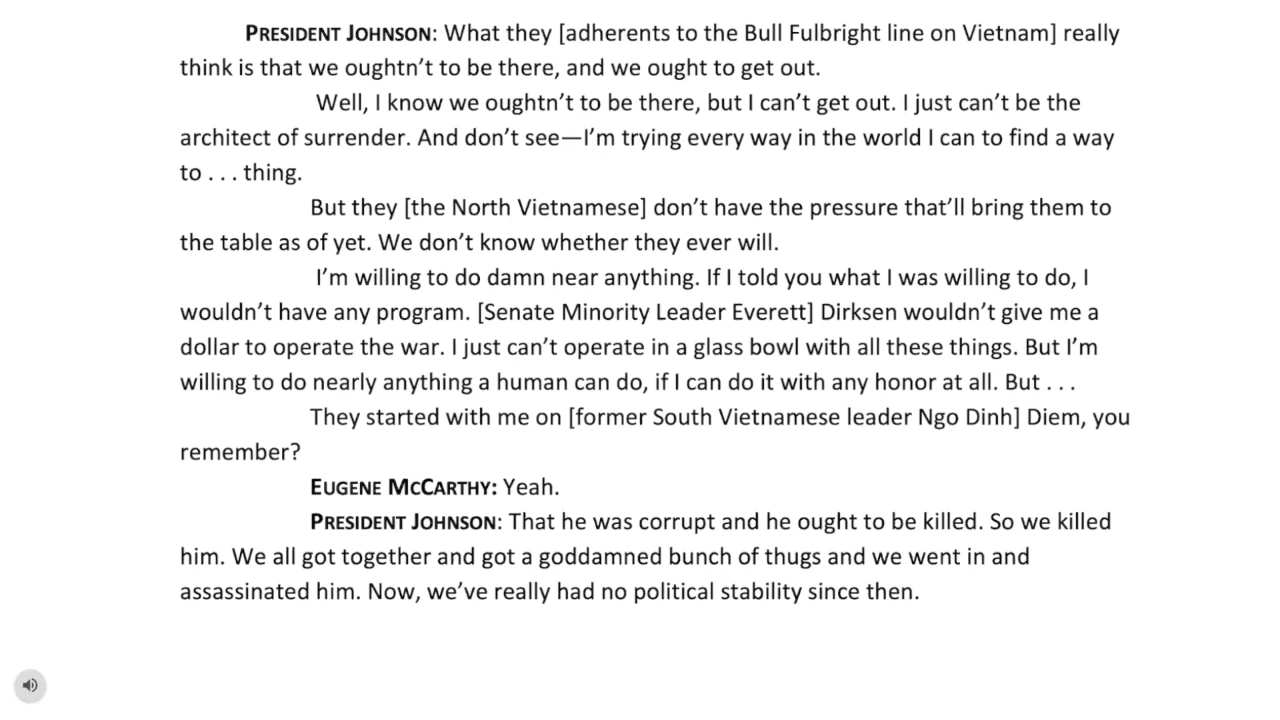 PRESIDENT JOHNSON: What they [adherents to the Bull Fulbright line on Vietnam] really
think is that we oughtn't to be there, and we ought to get out.
Well, I know we oughtn't to be there, but I can't get out. I just can't be the
architect of surrender. And don't see—I'm trying every way in the world I can to find a way
to . . . thing.
But they [the North Vietnamese] don't have the pressure that'll bring them to
the table as of yet. We don't know whether they ever will.
I'm willing to do damn near anything. If I told you what I was willing to do, I
wouldn't have any program. [Senate Minority Leader Everett] Dirksen wouldn't give me a
dollar to operate the war. I just can't operate in a glass bowl with all these things. But I'm
willing to do nearly anything a human can do, if I can do it with any honor at all. But . . .
They started with me on [former South Vietnamese leader Ngo Dinh] Diem, you
remember?
EUGENE MCCARTHY: Yeah.
PRESIDENT JOHNSON: That he was corrupt and he ought to be killed. So we killed
him. We all got together and got a goddamned bunch of thugs and we went in and
assassinated him. Now, we've really had no political stability since then.